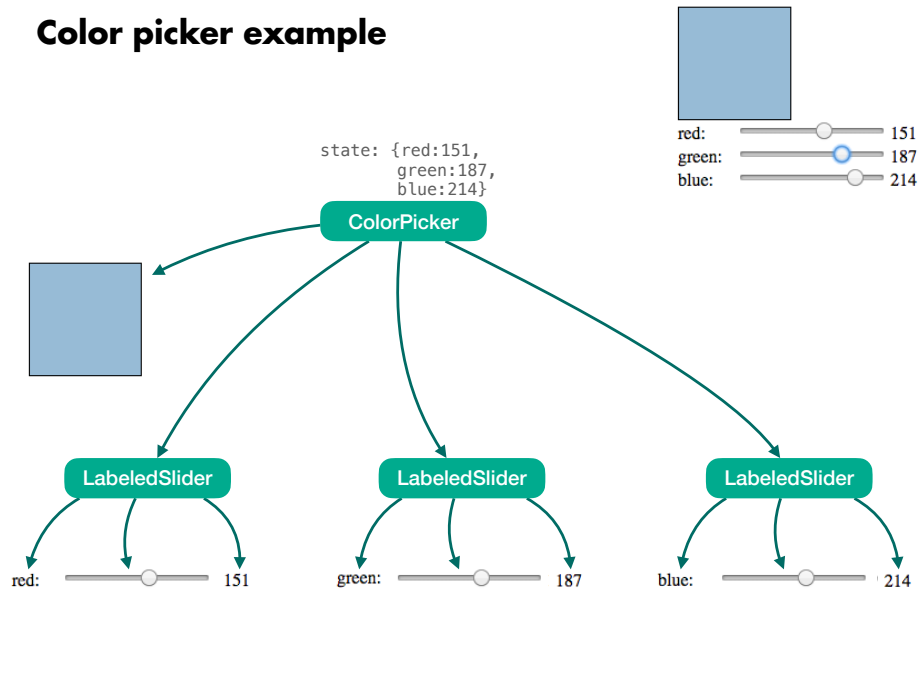 Color picker example
red: 151
green: 187
blue: 214
state: {red:151,
green:187,
blue:214}
ColorPicker
LabeledSlider LabeledSlider LabeledSlider
red: 151 green: 187 blue: 214